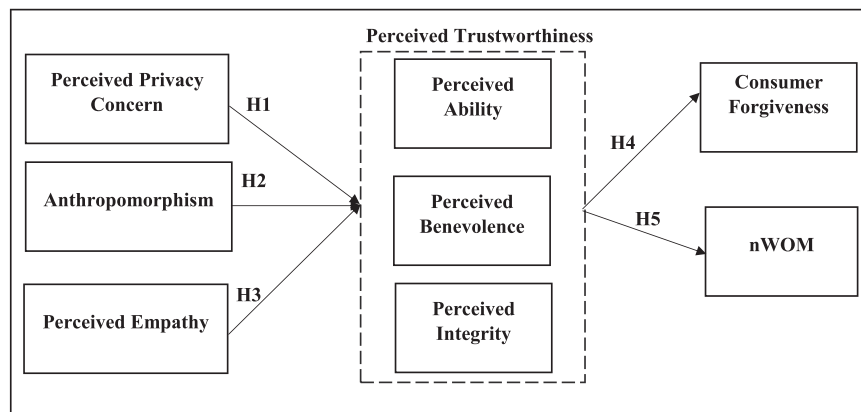 Perceived Trustworthiness
Perceived Privacy
Concern
H1
Anthropomorphism
H2
Perceived Empathy
H3
Perceived
Ability
Perceived
Benevolence
Perceived
Integrity
H4
Consumer
Forgiveness
H5
nWOM